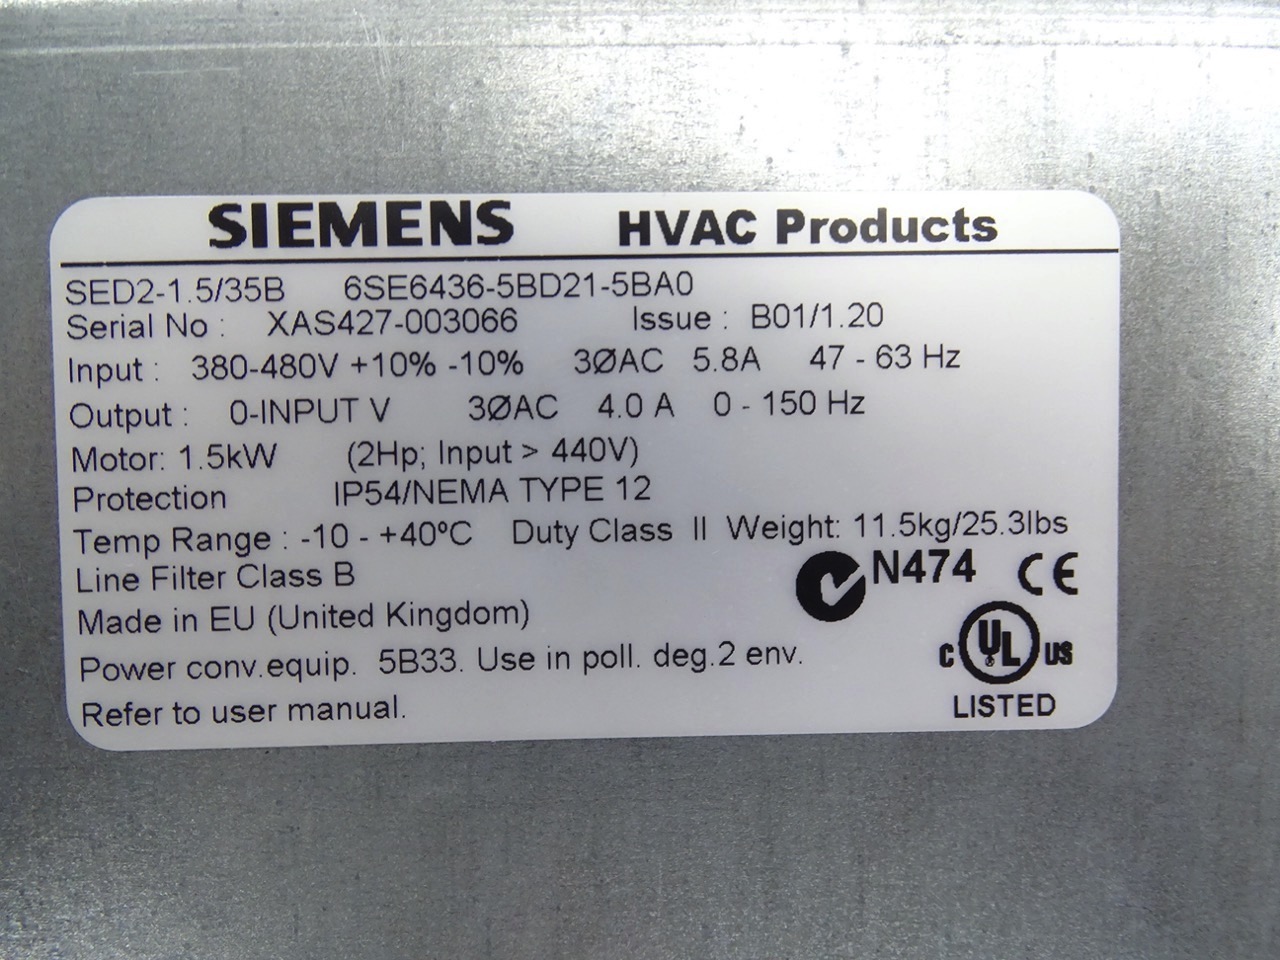 SIEMENS HVAC Products
SED2-1.5/35B 6SE6436-5BD21-5BA0
Serial No : XAS427-003066 Issue : B01/1.20
Input : 380-480V +10% -10% 3ØAC 5.8A 47 - 63 Hz
Output : 0-INPUT V 3ØAC 4.0 A 0 - 150 Hz
Motor: 1.5kW (2Hp; Input > 440V)
Protection IP54/NEMA TYPE 12
Temp Range : -10 - +40ºC Duty Class II Weight: 11.5kg/25.3lbs
Line Filter Class B N474 CE
Made in EU (United Kingdom)
Power conv.equip. 5B33. Use in poll. deg.2 env. C UL US
Refer to user manual. LISTED